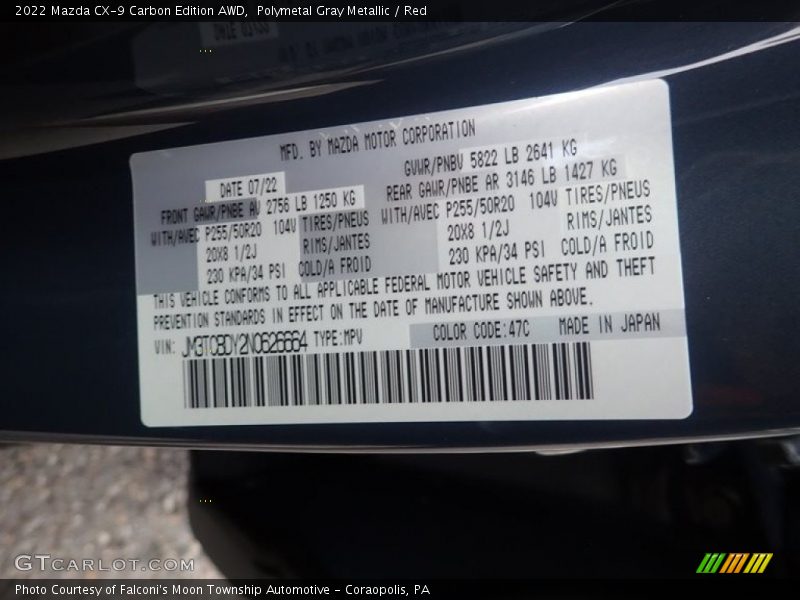 2022 Mazda CX-9 Carbon Edition AWD, Polymetal Gray Metallic / Red
MFD. BY MAZDA MOTOR CORPORATION
DATE 07/22
GVWR/PNBV 5822 LB 2641 KG
FRONT GAWR/PNBE AV 2756 LB 1250 KG
REAR GAWR/PNBE AR 3146 LB 1427 KG
WITH/AVEC P255/50R20 104V TIRES/PNEUS
WITH/AVEC P255/50R20 104V TIRES/PNEUS
20X8 1/2J RIMS/JANTES
20X8 1/2J RIMS/JANTES
230 KPA/34 PSI COLD/A FROID
230 KPA/34 PSI COLD/A FROID
THIS VEHICLE CONFORMS TO ALL APPLICABLE FEDERAL MOTOR VEHICLE SAFETY AND THEFT
PREVENTION STANDARDS IN EFFECT ON THE DATE OF MANUFACTURE SHOWN ABOVE.
VIN: JM3TCBDY2N0626664 TYPE:MPV COLOR CODE:47C MADE IN JAPAN
GTCARLOT.COM
Photo Courtesy of Falconi's Moon Township Automotive - Coraopolis, PA